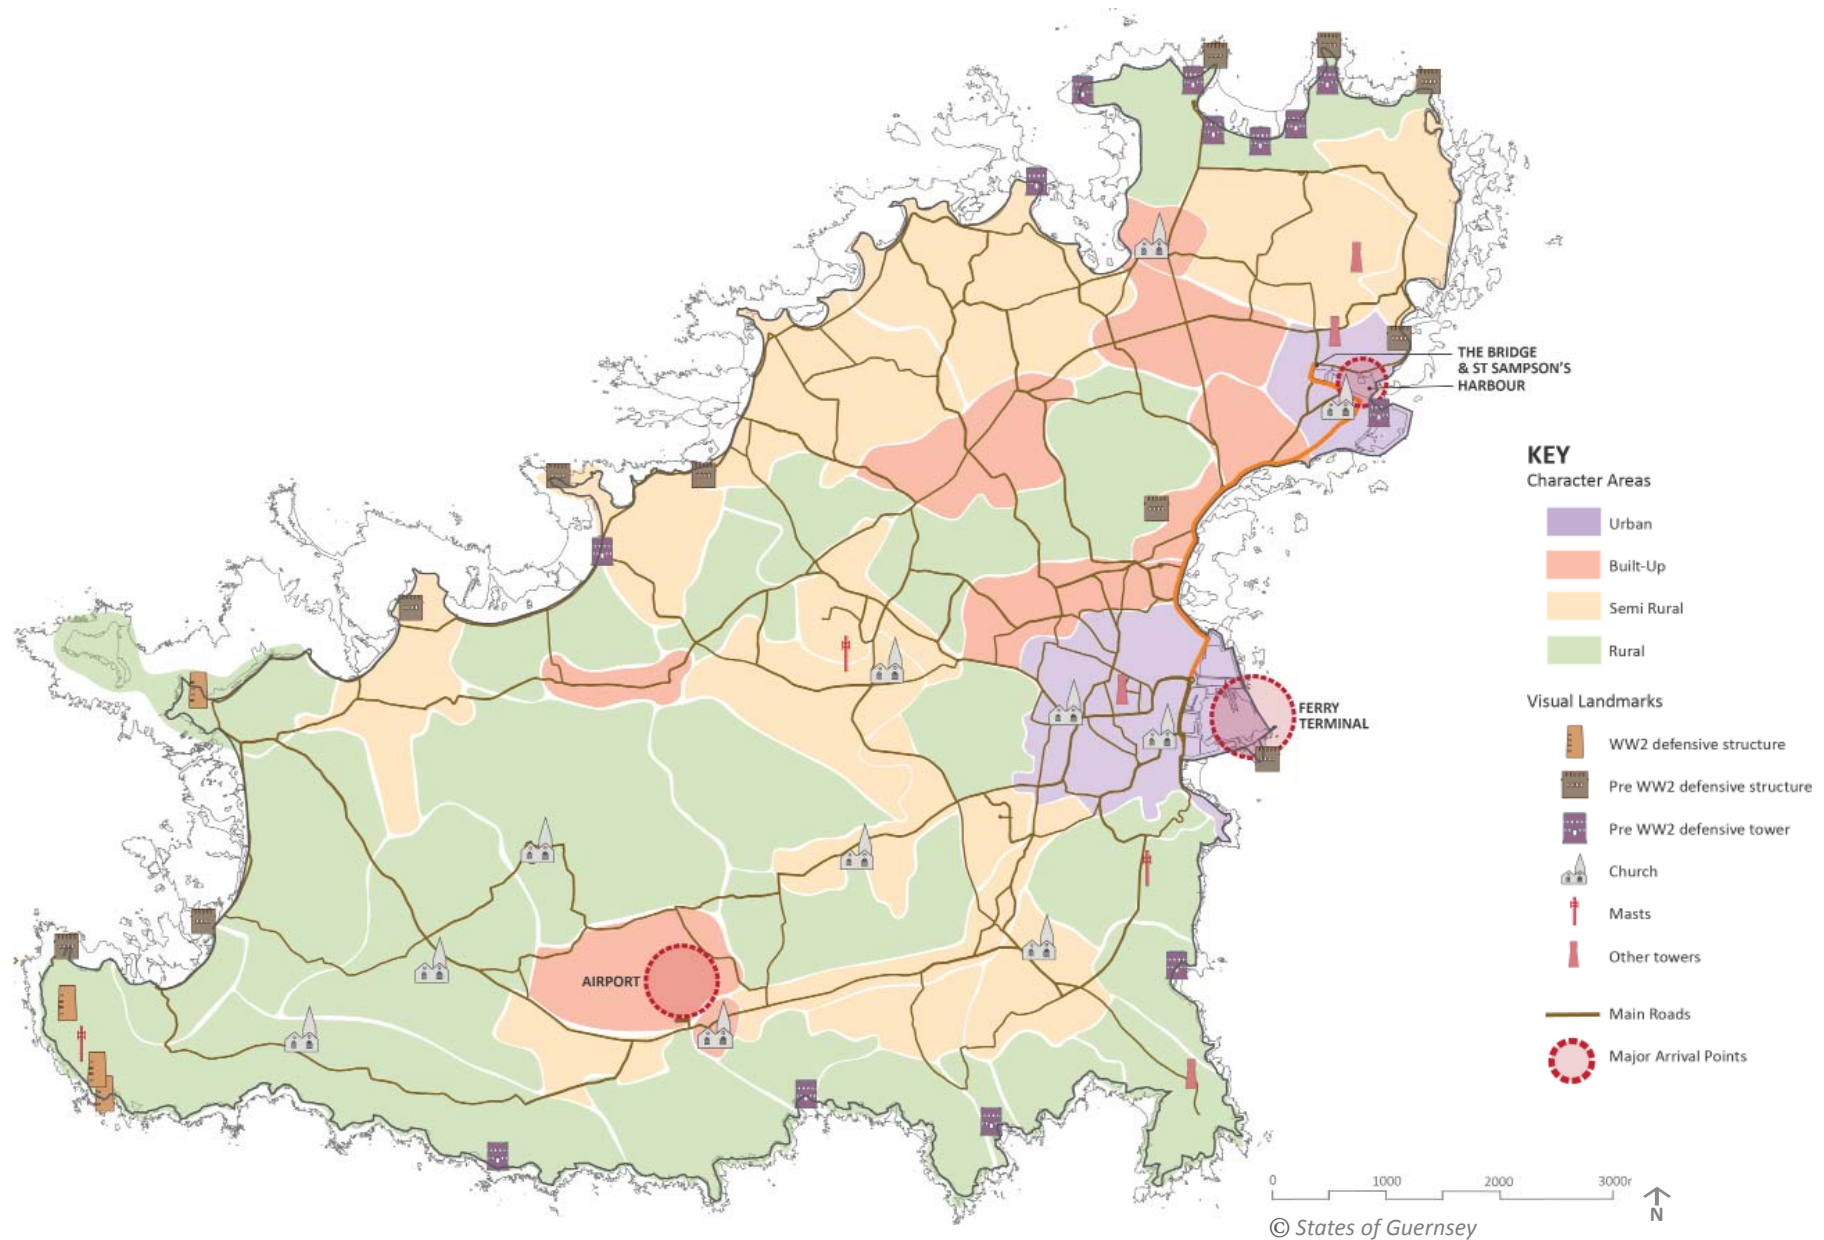 THE BRIDGE
& ST SAMPSON'S
HARBOUR
KEY
Character Areas
Urban
Built-Up
Semi Rural
Rural
FERRY
TERMINAL
Visual Landmarks
WW2 defensive structure
Pre WW2 defensive structure
Pre WW2 defensive tower
Church
Masts
Other towers
Main Roads
Major Arrival Points
AIRPORT
0 1000 2000 3000r
N
© States of Guernsey